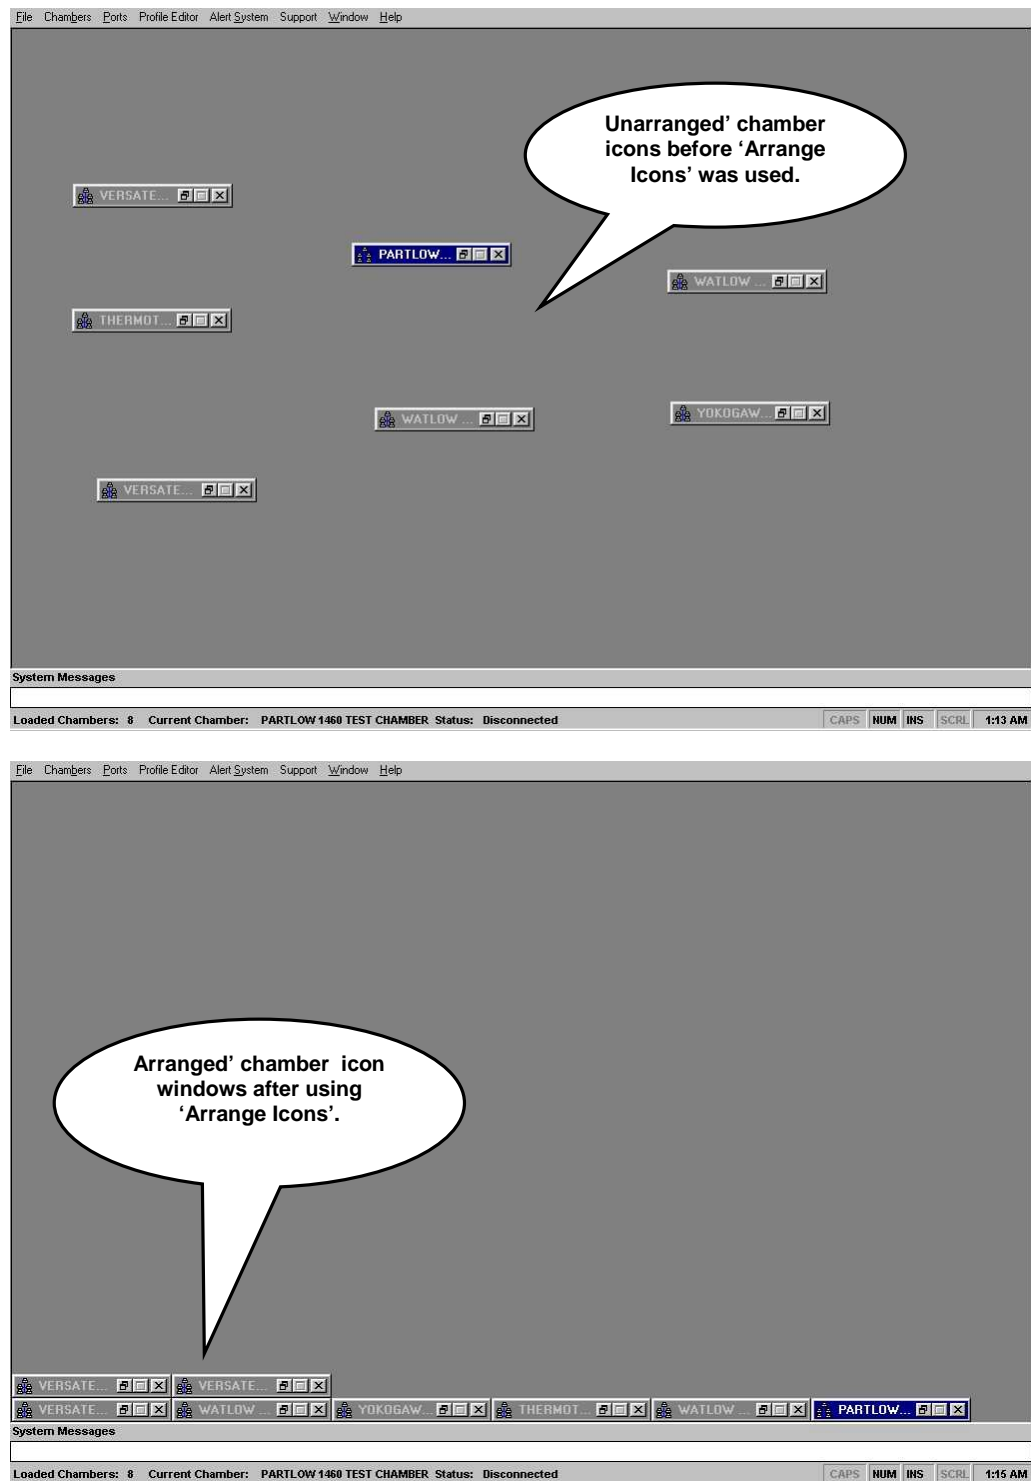 File Chambers Ports Profile Editor Alert System Support Window Help
Unarranged’ chamber
icons before ‘Arrange
Icons’ was used.
VERSATE...
PARTLOW...
WATLOW ...
THERMOT...
WATLOW ...
YOKOGAW...
VERSATE...
System Messages
Loaded Chambers: 8 Current Chamber: PARTLOW 1460 TEST CHAMBER Status: Disconnected CAPS NUM INS SCRL 1:13 AM
File Chambers Ports Profile Editor Alert System Support Window Help
Arranged’ chamber icon
windows after using
‘Arrange Icons’.
VERSATE... VERSATE...
VERSATE... WATLOW ... YOKOGAW... THERMOT... WATLOW ... PARTLOW...
System Messages
Loaded Chambers: 8 Current Chamber: PARTLOW 1460 TEST CHAMBER Status: Disconnected CAPS NUM INS SCRL 1:15 AM